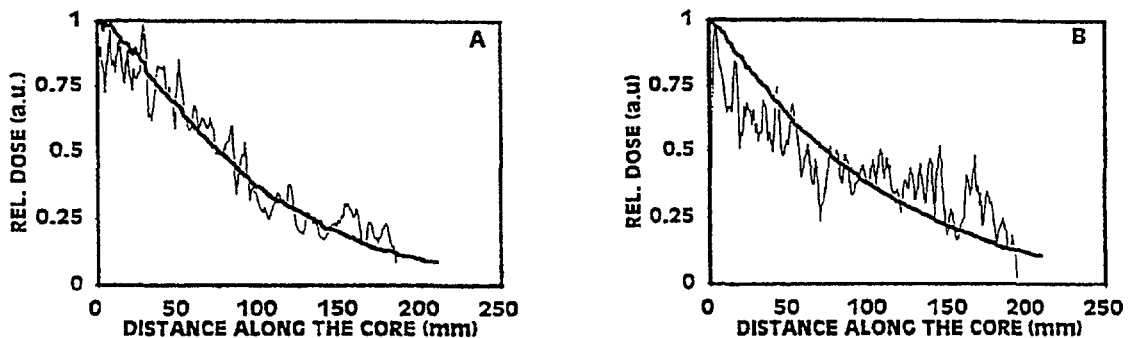 A
REL. DOSE (a.u.)
1
0.75
0.5
0.25
0
0 50 100 150 200 250
DISTANCE ALONG THE CORE (mm)
B
REL. DOSE (a.u)
1
0.75
0.5
0.25
0
0 50 100 150 200 250
DISTANCE ALONG THE CORE (mm)